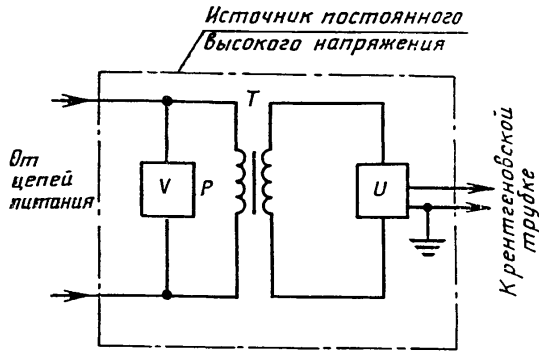 Источник постоянного
высокого напряжения
T
От
цепей
питания
V
P
U
К рентгеновской
трубке